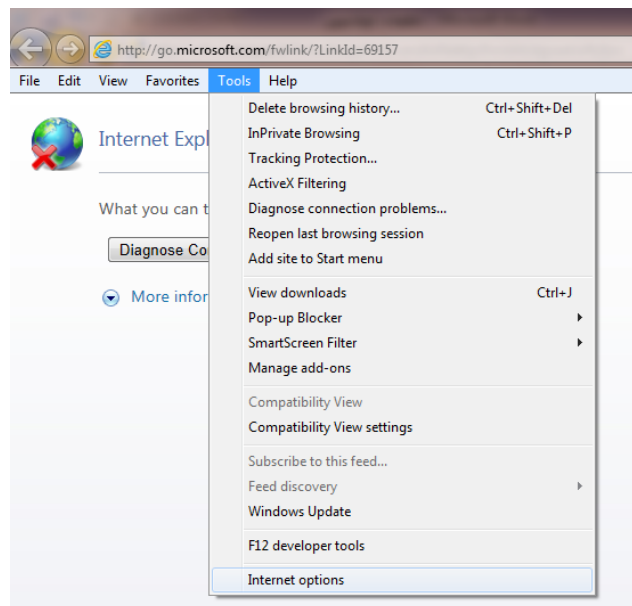 http://go.microsoft.com/fwlink/?LinkId=69157
File Edit View Favorites Tools Help
Delete browsing history... Ctrl+Shift+Del
InPrivate Browsing Ctrl+Shift+P
Internet Expl
Tracking Protection...
ActiveX Filtering
What you can t
Diagnose connection problems...
Reopen last browsing session
Diagnose Co
Add site to Start menu
More infor
View downloads Ctrl+J
Pop-up Blocker
SmartScreen Filter
Manage add-ons
Compatibility View
Compatibility View settings
Subscribe to this feed...
Feed discovery
Windows Update
F12 developer tools
Internet options